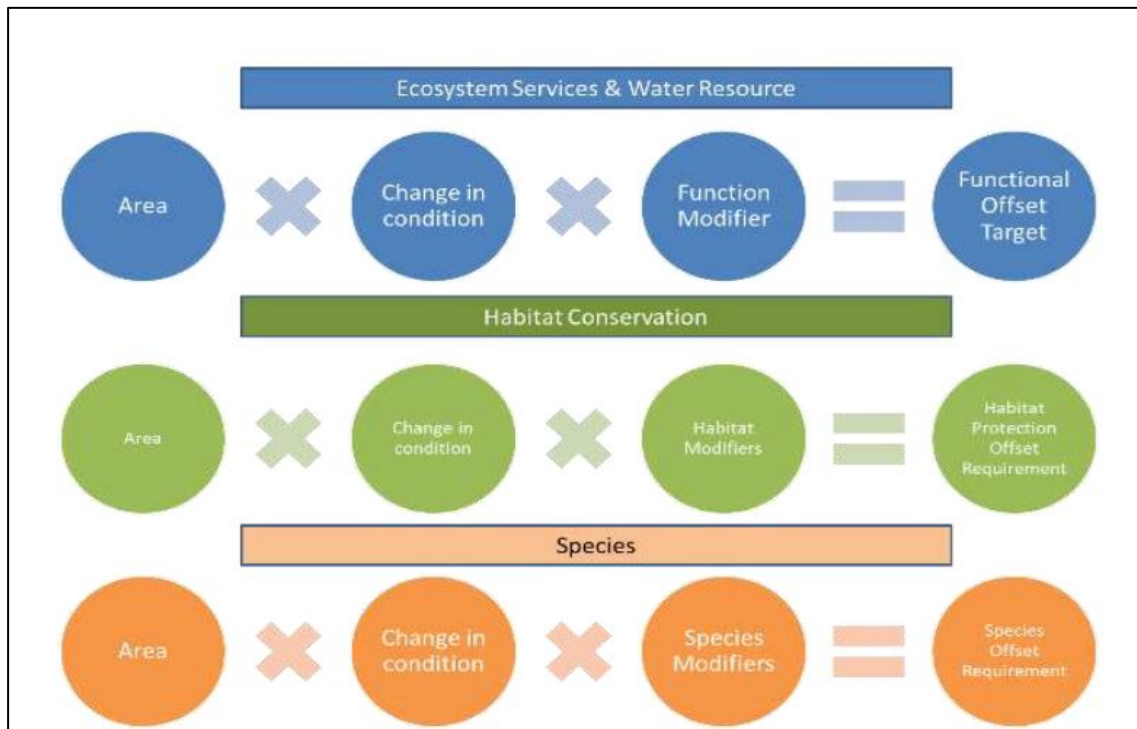 Ecosystem Services & Water Resource
Area
Change in
condition
Function
Modifier
Functional
Offset
Target
Habitat Conservation
Area
Change in
condition
Habitat
Modifiers
Habitat
Protection
Offset
Requirement
Species
Area
Change in
condition
Species
Modifiers
Species
Offset
Requirement